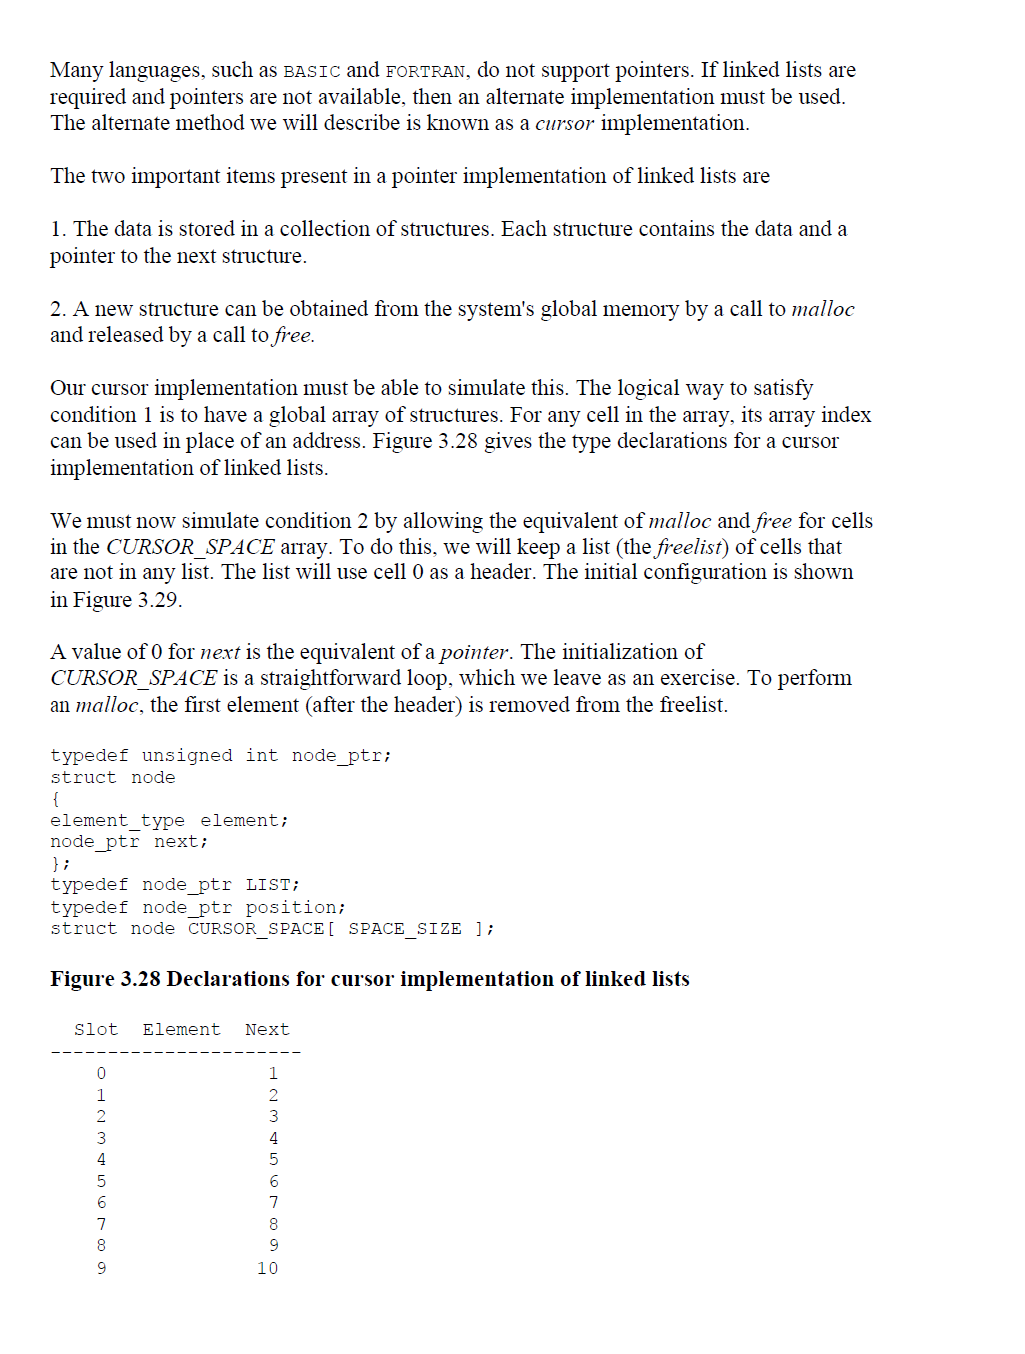 Many languages, such as BASIC and FORTRAN, do not support pointers. If linked lists are
required and pointers are not available, then an alternate implementation must be used.
The alternate method we will describe is known as a cursor implementation.
The two important items present in a pointer implementation of linked lists are
1. The data is stored in a collection of structures. Each structure contains the data and a
pointer to the next structure.
2. A new structure can be obtained from the system's global memory by a call to malloc
and released by a call to free.
Our cursor implementation must be able to simulate this. The logical way to satisfy
condition 1 is to have a global array of structures. For any cell in the array, its array index
can be used in place of an address. Figure 3.28 gives the type declarations for a cursor
implementation of linked lists.
We must now simulate condition 2 by allowing the equivalent of malloc and free for cells
in the CURSOR_SPACE array. To do this, we will keep a list (the freelist) of cells that
are not in any list. The list will use cell 0 as a header. The initial configuration is shown
in Figure 3.29.
A value of 0 for next is the equivalent of a pointer. The initialization of
CURSOR_SPACE is a straightforward loop, which we leave as an exercise. To perform
an malloc, the first element (after the header) is removed from the freelist.
typedef unsigned int node_ptr;
struct node
{
element_type element;
node_ptr next;
};
typedef node_ptr LIST;
typedef node_ptr position;
struct node CURSOR_SPACE[ SPACE_SIZE ];
Figure 3.28 Declarations for cursor implementation of linked lists
Slot Element Next
----------------------
0 1
1 2
2 3
3 4
4 5
5 6
6 7
7 8
8 9
9 10